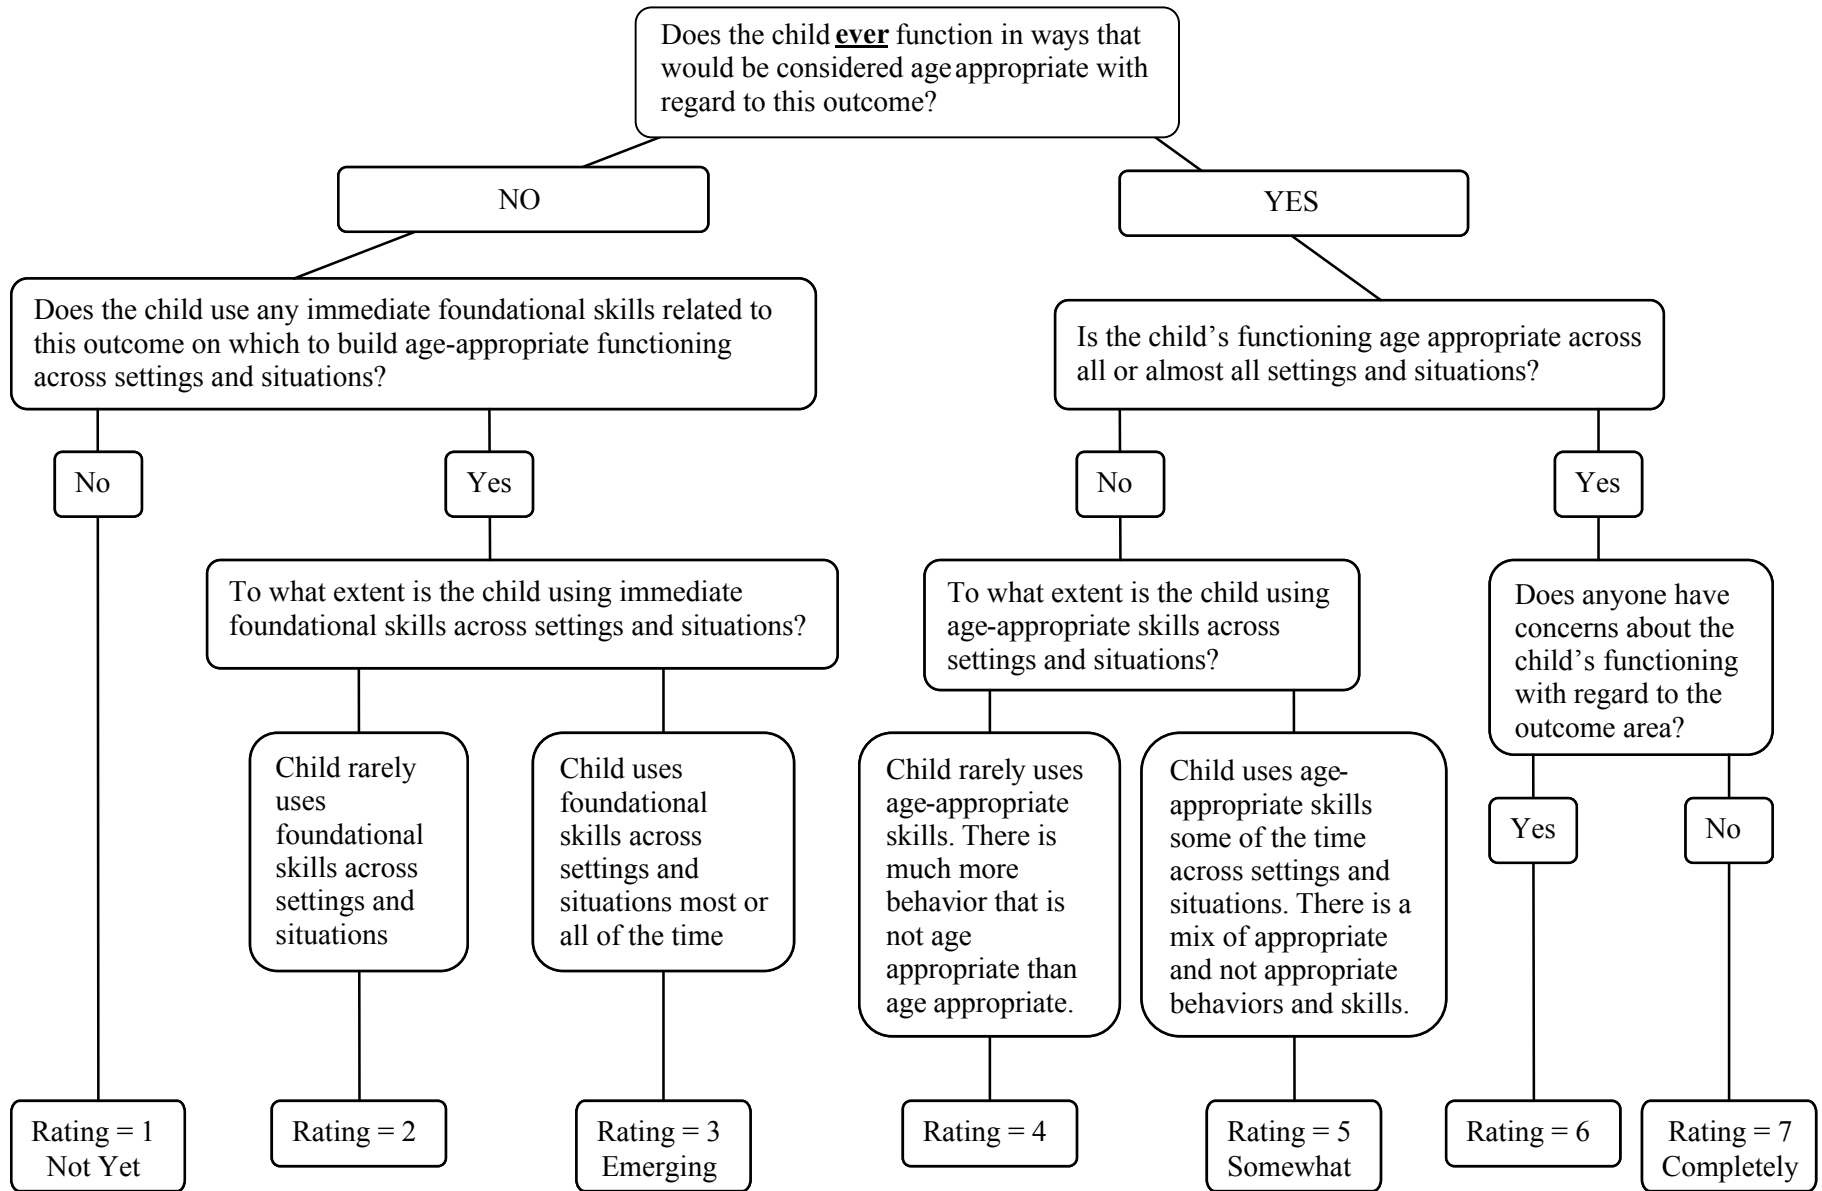 Does the child ever function in ways that
would be considered age appropriate with
regard to this outcome?
NO
YES
Does the child use any immediate foundational skills related to
this outcome on which to build age-appropriate functioning
across settings and situations?
Is the child’s functioning age appropriate across
all or almost all settings and situations?
No
Yes
No
Yes
To what extent is the child using immediate
foundational skills across settings and situations?
To what extent is the child using
age-appropriate skills across
settings and situations?
Does anyone have
concerns about the
child’s functioning
with regard to the
outcome area?
Child rarely
uses
foundational
skills across
settings and
situations
Child uses
foundational
skills across
settings and
situations most or
all of the time
Child rarely uses
age-appropriate
skills. There is
much more
behavior that is
not age
appropriate than
age appropriate.
Child uses age-
appropriate skills
some of the time
across settings and
situations. There is a
mix of appropriate
and not appropriate
behaviors and skills.
Yes
No
Rating = 1
Not Yet
Rating = 2
Rating = 3
Emerging
Rating = 4
Rating = 5
Somewhat
Rating = 6
Rating = 7
Completely